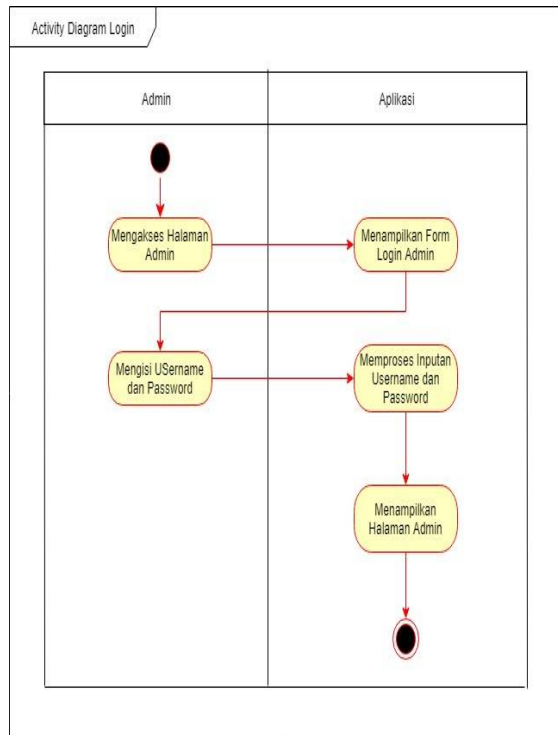 Activity Diagram Login
Admin
Aplikasi
Mengakses Halaman
Admin
Menampilkan Form
Login Admin
Mengisi USername
dan Password
Memproses Inputan
Username dan
Password
Menampilkan
Halaman Admin